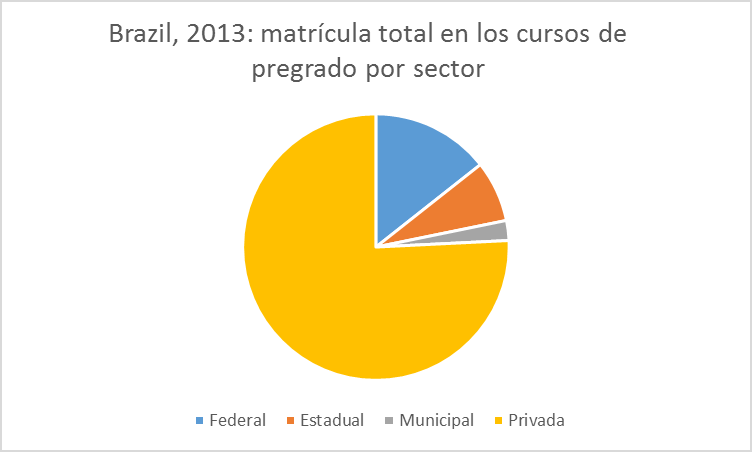 Brazil, 2013: matrícula total en los cursos de
pregrado por sector
Federal Estadual Municipal Privada